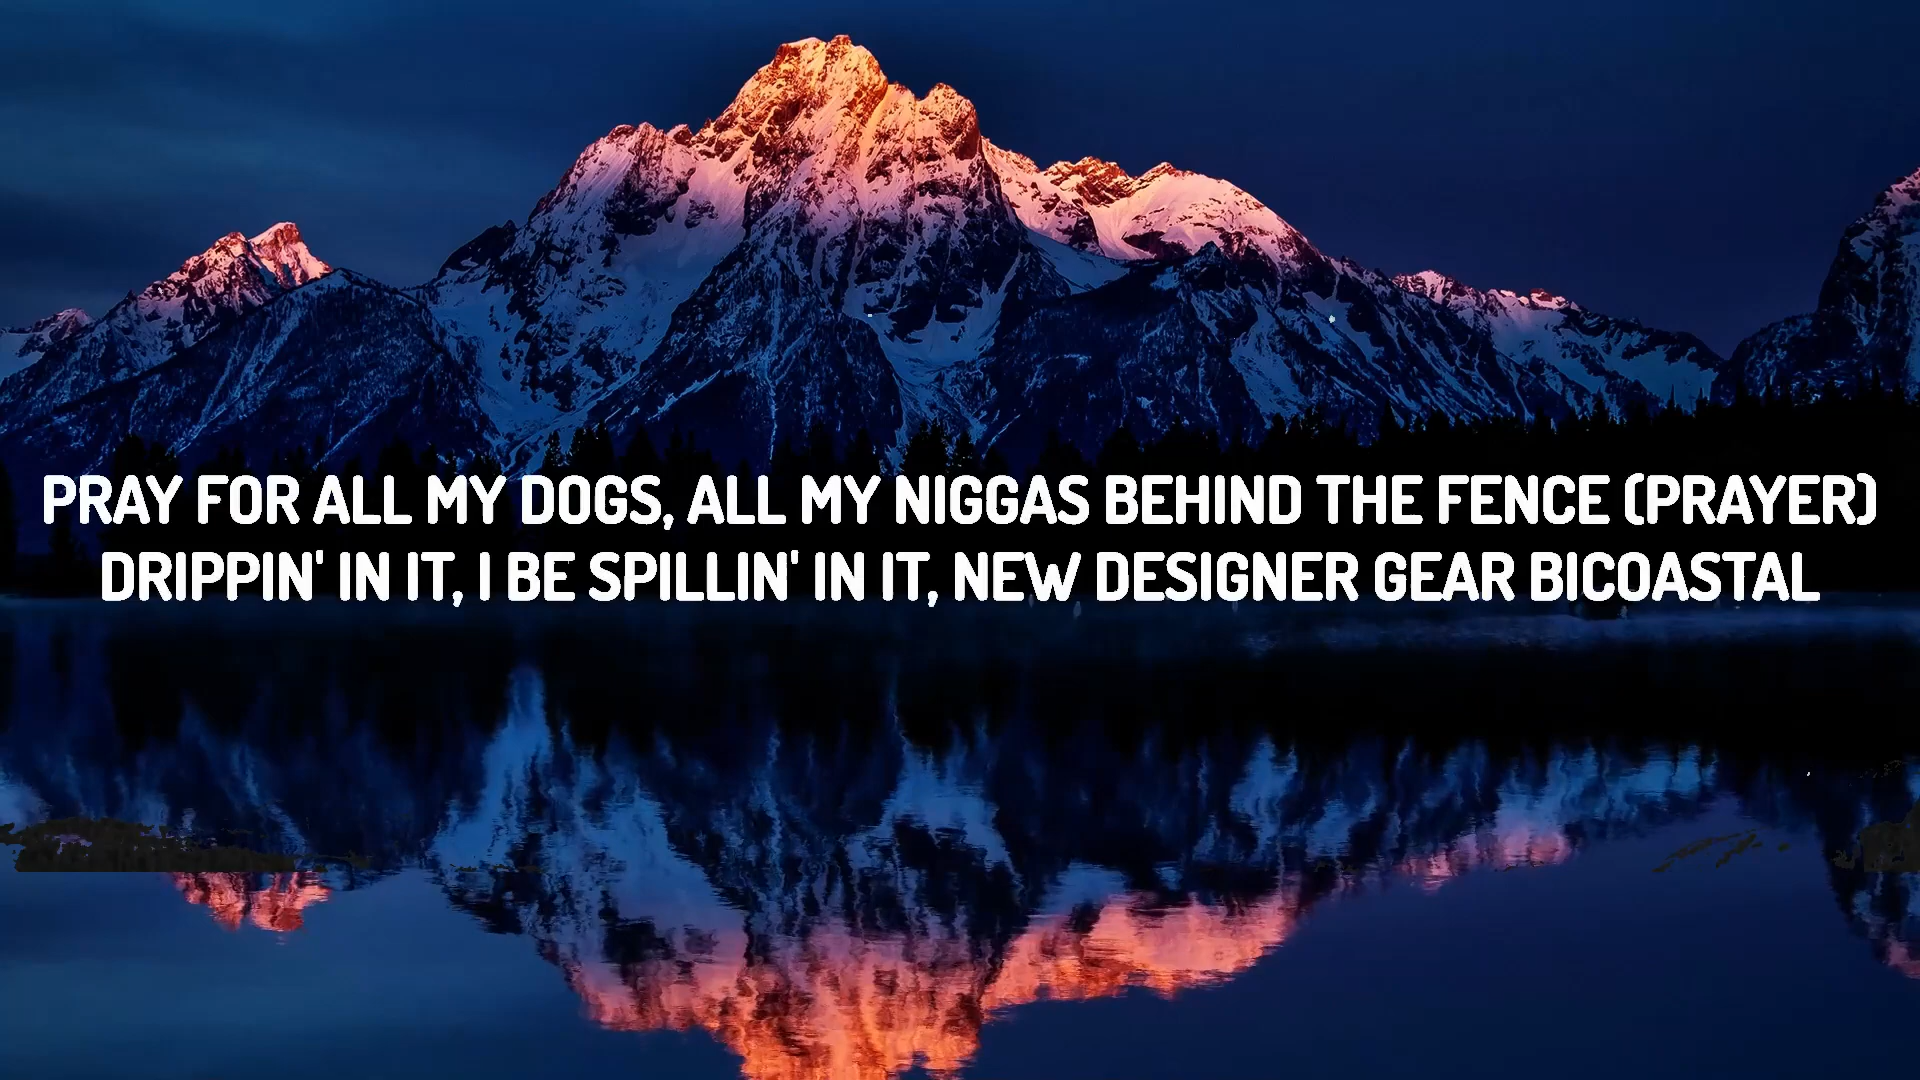 PRAY FOR ALL MY DOGS, ALL MY NIGGAS BEHIND THE FENCE (PRAYER)
DRIPPIN' IN IT, I BE SPILLIN' IN IT, NEW DESIGNER GEAR BICOASTAL